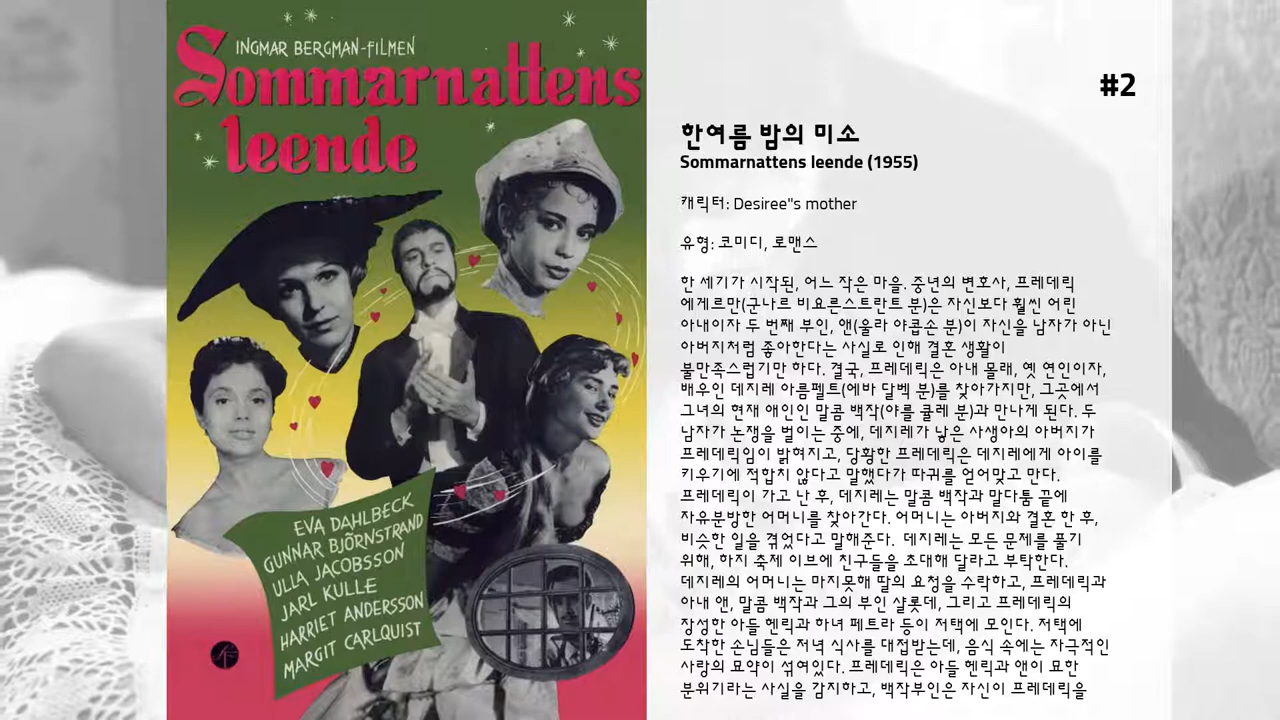 INGMAR BERGMAN-FILMEN
Sommarnattens
leende
EVA DAHLBECK
GUNNAR BJÖRNSTRAND
ULLA JACOBSSON
JARL KULLE
HARRIET ANDERSSON
MARGIT CARLQUIST
#2
한여름 밤의 미소
Sommarnattens leende (1955)
캐릭터: Desiree"s mother
유형: 코미디, 로맨스
한 세기가 시작된, 어느 작은 마을. 중년의 변호사, 프레데릭
에게르만(군나르 비요른스트란트 분)은 자신보다 훨씬 어린
아내이자 두 번째 부인, 앤(울라 야콥손 분)이 자신을 남자가 아닌
아버지처럼 좋아한다는 사실로 인해 결혼 생활이
불만족스럽기만 하다. 결국, 프레데릭은 아내 몰래, 옛 연인이자,
배우인 데지레 아름펠트(에바 달벡 분)를 찾아가지만, 그곳에서
그녀의 현재 애인인 말콤 백작(야를 큘레 분)과 만나게 된다. 두
남자가 논쟁을 벌이는 중에, 데지레가 낳은 사생아의 아버지가
프레데릭임이 밝혀지고, 당황한 프레데릭은 데지레에게 아이를
키우기에 적합치 않다고 말했다가 따귀를 얻어맞고 만다.
프레데릭이 가고 난 후, 데지레는 말콤 백작과 말다툼 끝에
자유분방한 어머니를 찾아간다. 어머니는 아버지와 결혼 한 후,
비슷한 일을 겪었다고 말해준다. 데지레는 모든 문제를 풀기
위해, 하지 축제 이브에 친구들을 초대해 달라고 부탁한다.
데지레의 어머니는 마지못해 딸의 요청을 수락하고, 프레데릭과
아내 앤, 말콤 백작과 그의 부인 샬롯데, 그리고 프레데릭의
장성한 아들 헨릭과 하녀 페트라 등이 저택에 모인다. 저택에
도착한 손님들은 저녁 식사를 대접받는데, 음식 속에는 자극적인
사랑의 묘약이 섞여있다. 프레데릭은 아들 헨릭과 앤이 묘한
분위기라는 사실을 감지하고, 백작부인은 자신이 프레데릭을